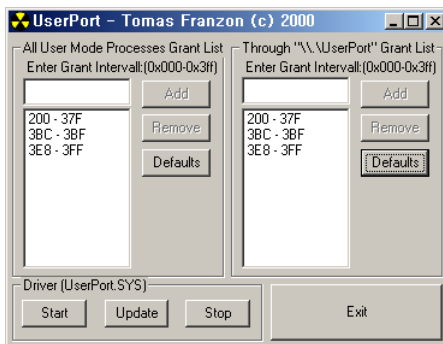 UserPort - Tomas Franzon (c) 2000
All User Mode Processes Grant List
Enter Grant Intervall:(0x000-0x3ff)
Add
200 - 37F
3BC - 3BF
3E8 - 3FF
Remove
Defaults
Through "\\.\UserPort" Grant List
Enter Grant Intervall:(0x000-0x3ff)
Add
200 - 37F
3BC - 3BF
3E8 - 3FF
Remove
Defaults
Driver (UserPort.SYS)
Start Update Stop
Exit